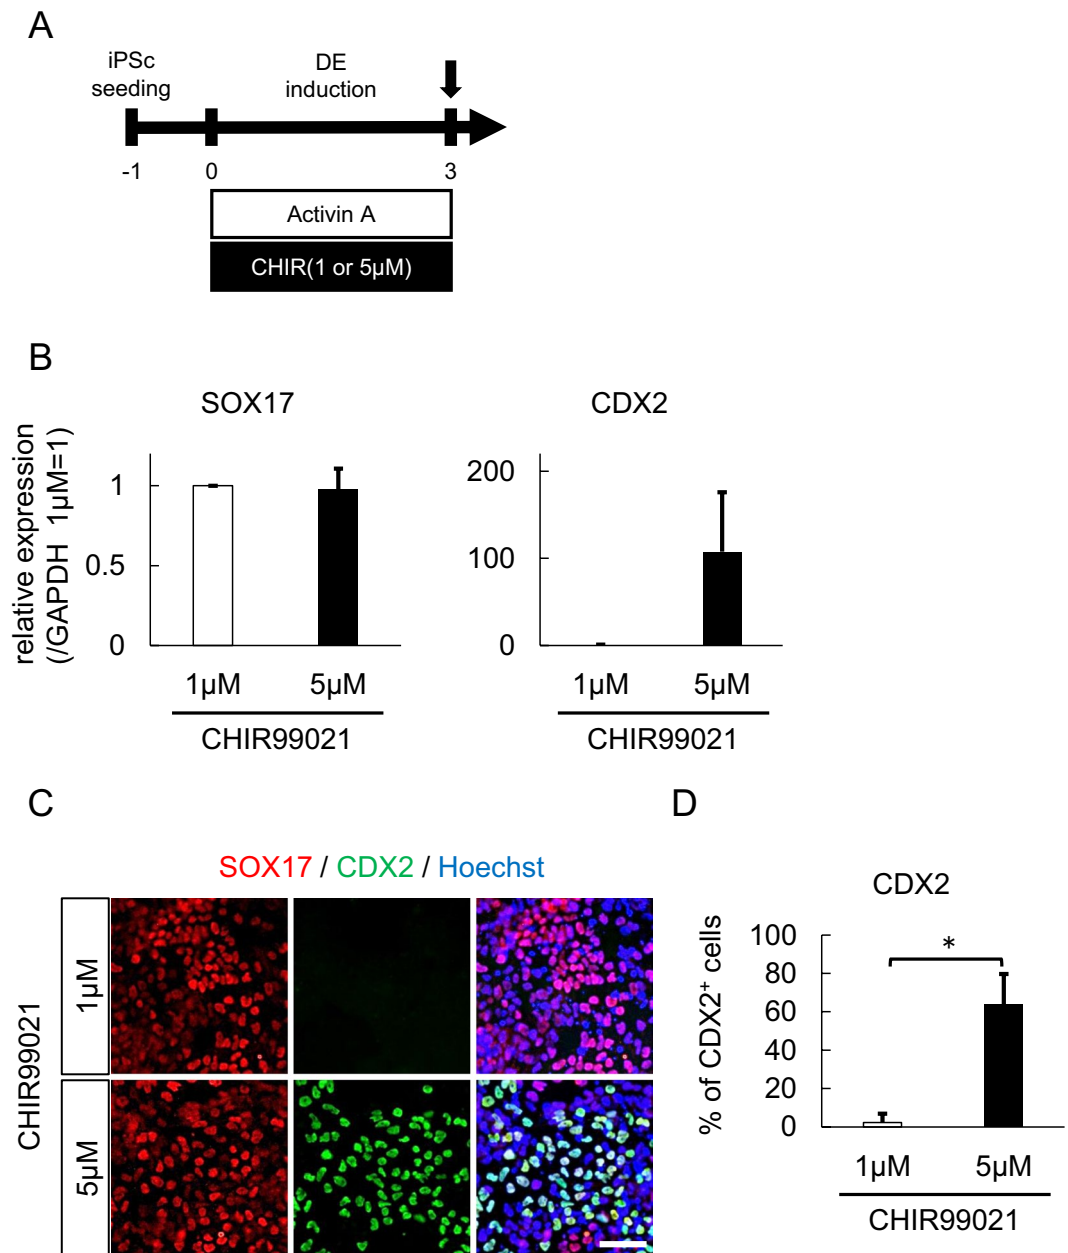 A
iPSc
seeding
DE
induction
-1
0
3
Activin A
CHIR(1 or 5μM)
B
SOX17
CDX2
relative expression
(/GAPDH 1μM=1)
1
0.5
0
200
100
0
1μM
5μM
1μM
5μM
CHIR99021
CHIR99021
C
D
SOX17 / CDX2 / Hoechst
CHIR99021
1μM
5μM
CDX2
% of CDX2⁺ cells
100
80
60
40
20
0
*
1μM
5μM
CHIR99021